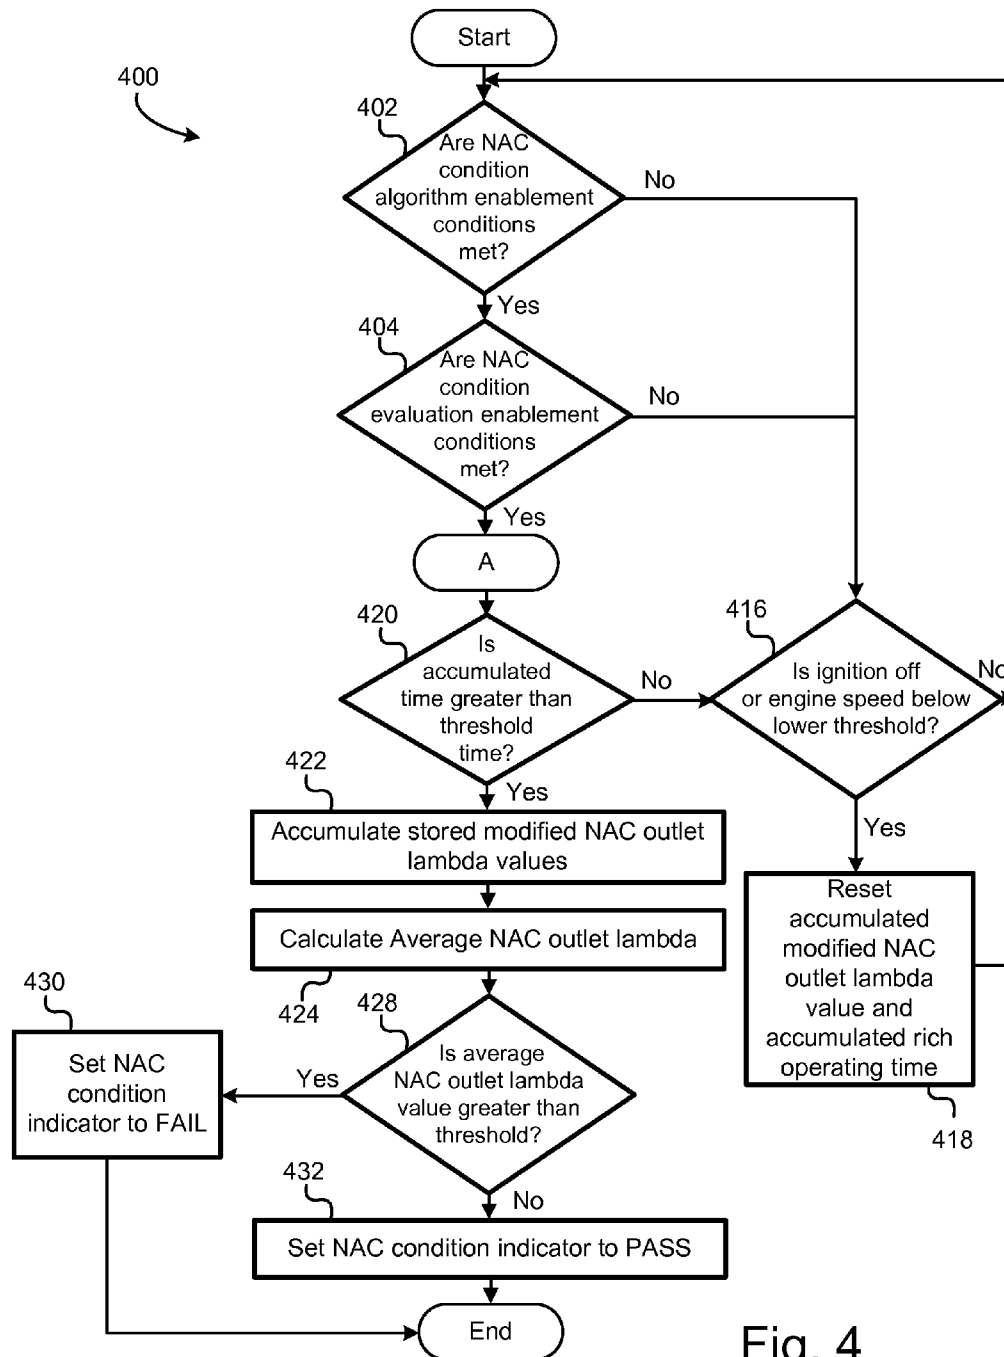 Start
400
402
Are NAC
condition
algorithm enablement
conditions
met?
No
Yes
404
Are NAC
condition
evaluation enablement
conditions
met?
No
Yes
A
420
Is
accumulated
time greater than
threshold
time?
No
416
Is ignition off
or engine speed below
lower threshold?
No
Yes
422
Yes
Accumulate stored modified NAC outlet
lambda values
Calculate Average NAC outlet lambda
424
Reset
accumulated
modified NAC
outlet lambda
value and
accumulated rich
operating time
418
428
Is average
NAC outlet lambda
value greater than
threshold?
Yes
430
Set NAC
condition
indicator to FAIL
No
432
Set NAC condition indicator to PASS
End
Fig. 4